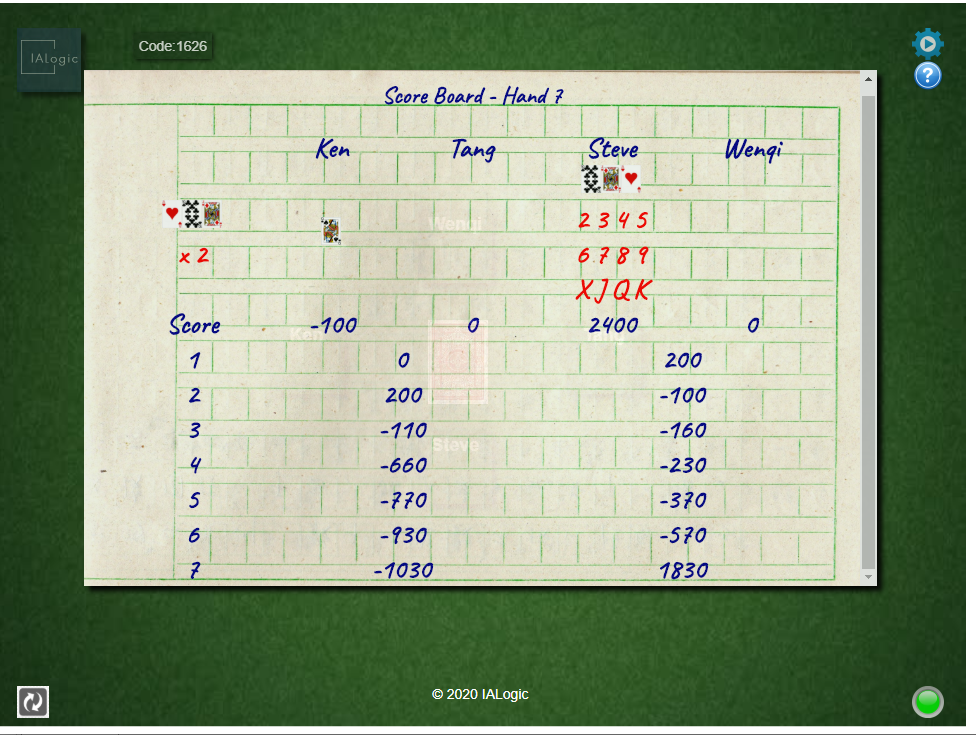 Code:1626
IALogic
Score Board - Hand 7
Ken Tang Steve Wenqi
2 3 4 5
x 2 6 7 8 9
X J Q K
Score -100 0 2400 0
1 0 200
2 200 -100
3 -110 -160
4 -660 -230
5 -770 -370
6 -930 -570
Steve
7 -1030 1830
© 2020 IALogic